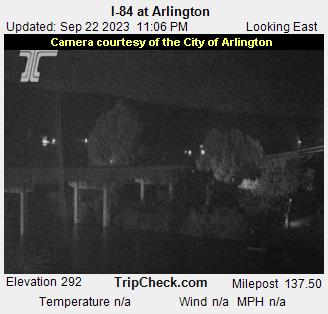 I-84 at Arlington
Updated: Sep 22 2023 11:06 PM Looking East
Camera courtesy of the City of Arlington
Elevation 292 TripCheck.com Milepost 137.50
Temperature n/a Wind n/a MPH n/a